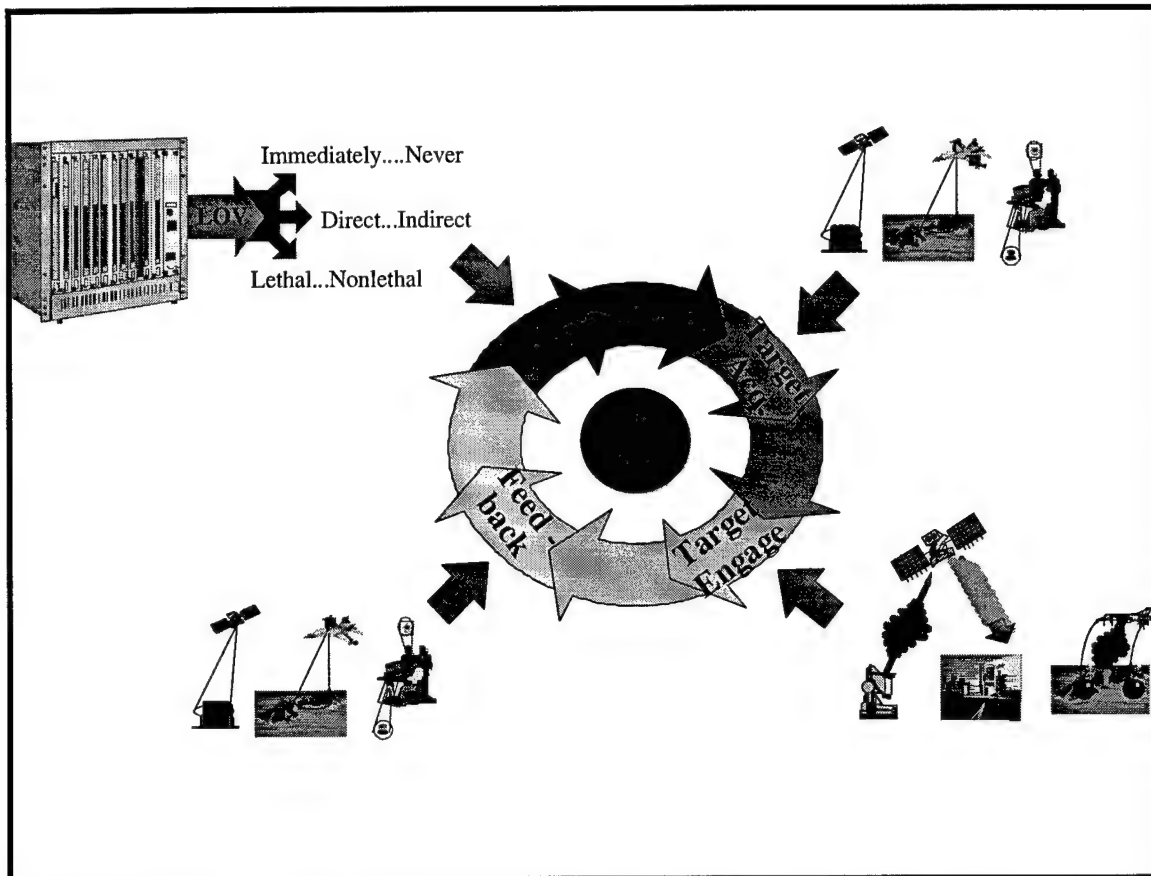 Immediately....Never
LOV
Direct...Indirect
Lethal...Nonlethal
Target
Acq.
Target
Engage
Feed -
back